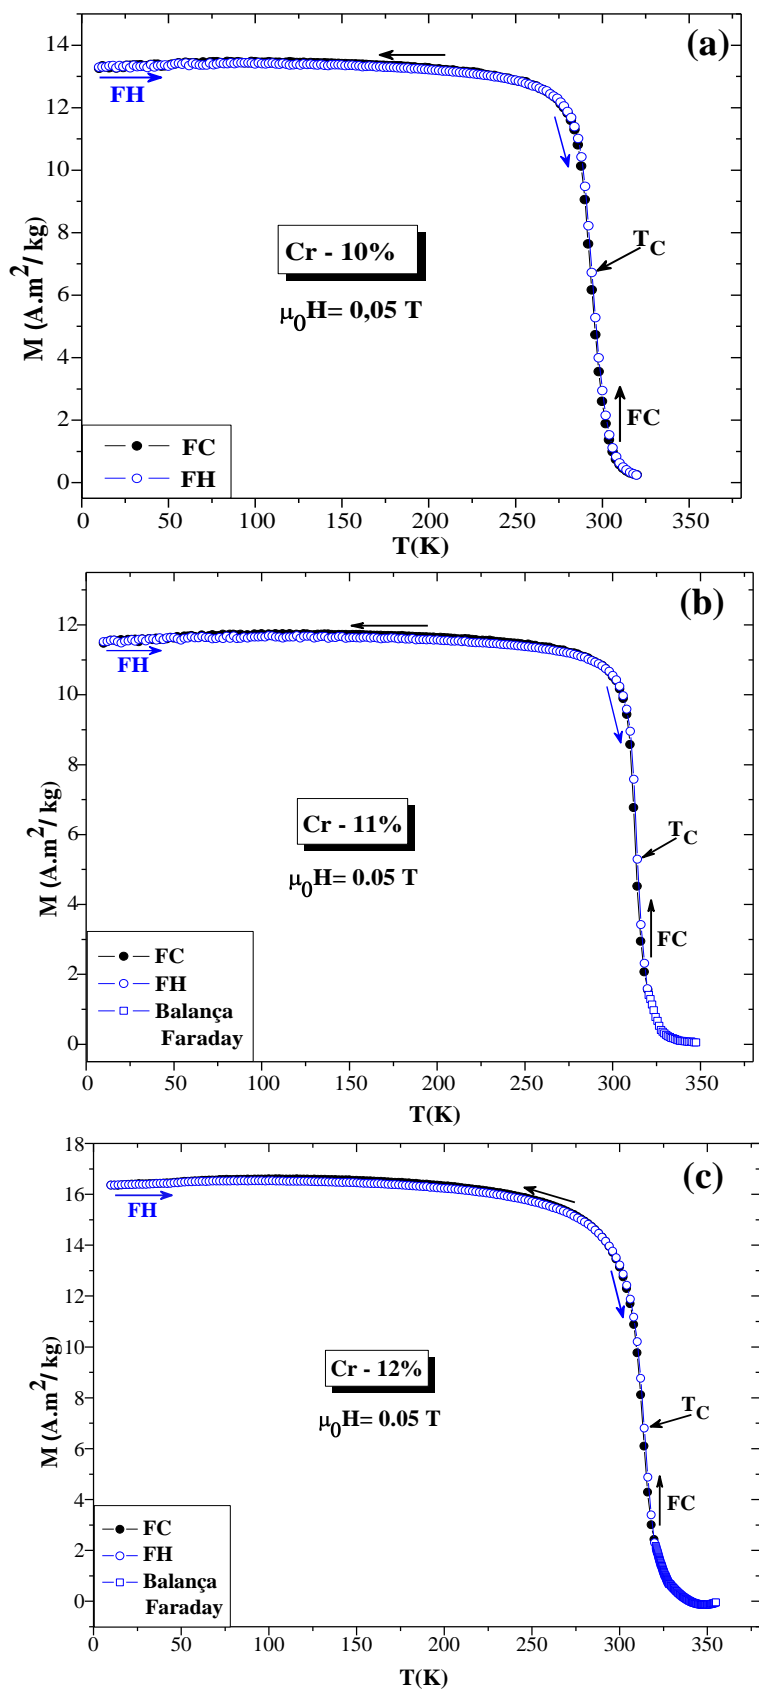 (a)
M (A.m²/ kg)
14
12
10
8
6
4
2
0
FH
Cr - 10%
μ₀H= 0,05 T
T_C
FC
FC
FH
0 50 100 150 200 250 300 350
T(K)
(b)
M (A.m²/ kg)
12
10
8
6
4
2
0
FH
Cr - 11%
μ₀H= 0.05 T
T_C
FC
FC
FH
Balança
Faraday
0 50 100 150 200 250 300 350
T(K)
(c)
M (A.m²/ kg)
18
16
14
12
10
8
6
4
2
0
FH
Cr - 12%
μ₀H= 0.05 T
T_C
FC
FC
FH
Balança
Faraday
0 50 100 150 200 250 300 350
T(K)